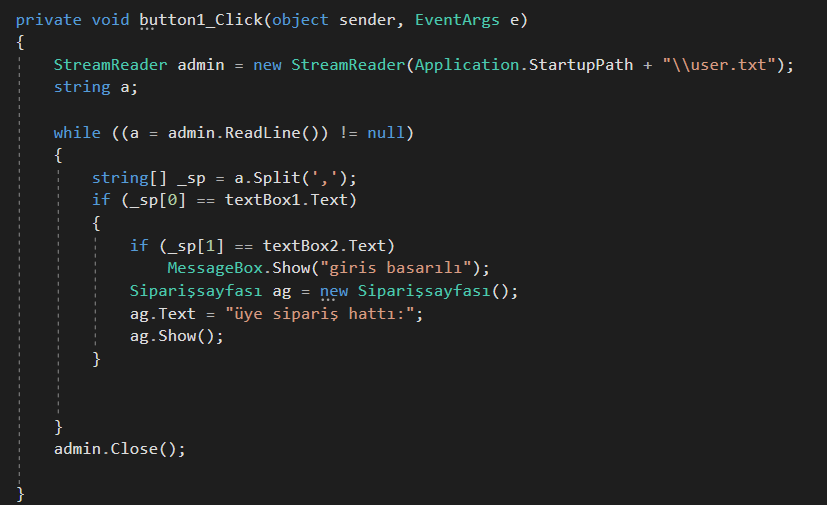 private void button1_Click(object sender, EventArgs e)
{
StreamReader admin = new StreamReader(Application.StartupPath + "\\user.txt");
string a;
while ((a = admin.ReadLine()) != null)
{
string[] _sp = a.Split(',');
if (_sp[0] == textBox1.Text)
{
if (_sp[1] == textBox2.Text)
MessageBox.Show("giris basarılı");
Siparişsayfası ag = new Siparişsayfası();
ag.Text = "üye sipariş hattı:";
ag.Show();
}
}
admin.Close();
}